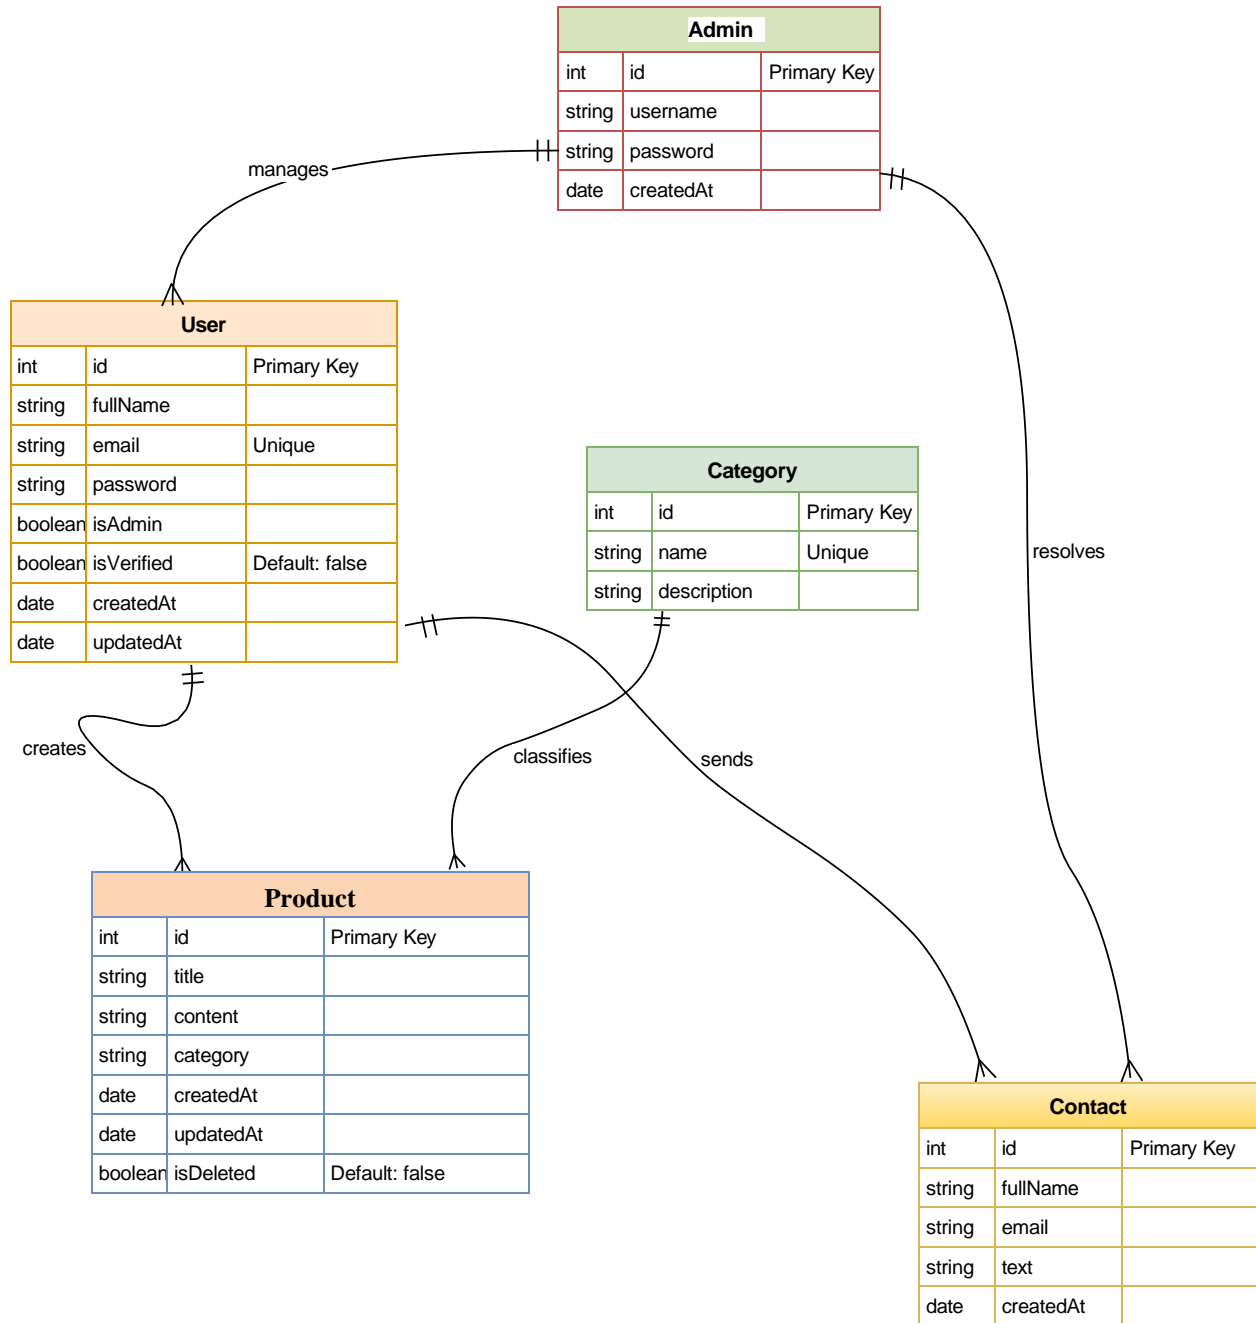 Admin
int id Primary Key
string username
string password
date createdAt
manages
User
int id Primary Key
string fullName
string email Unique
string password
boolean isAdmin
boolean isVerified Default: false
date createdAt
date updatedAt
Category
int id Primary Key
string name Unique
string description
resolves
creates
classifies
sends
Product
int id Primary Key
string title
string content
string category
date createdAt
date updatedAt
boolean isDeleted Default: false
Contact
int id Primary Key
string fullName
string email
string text
date createdAt